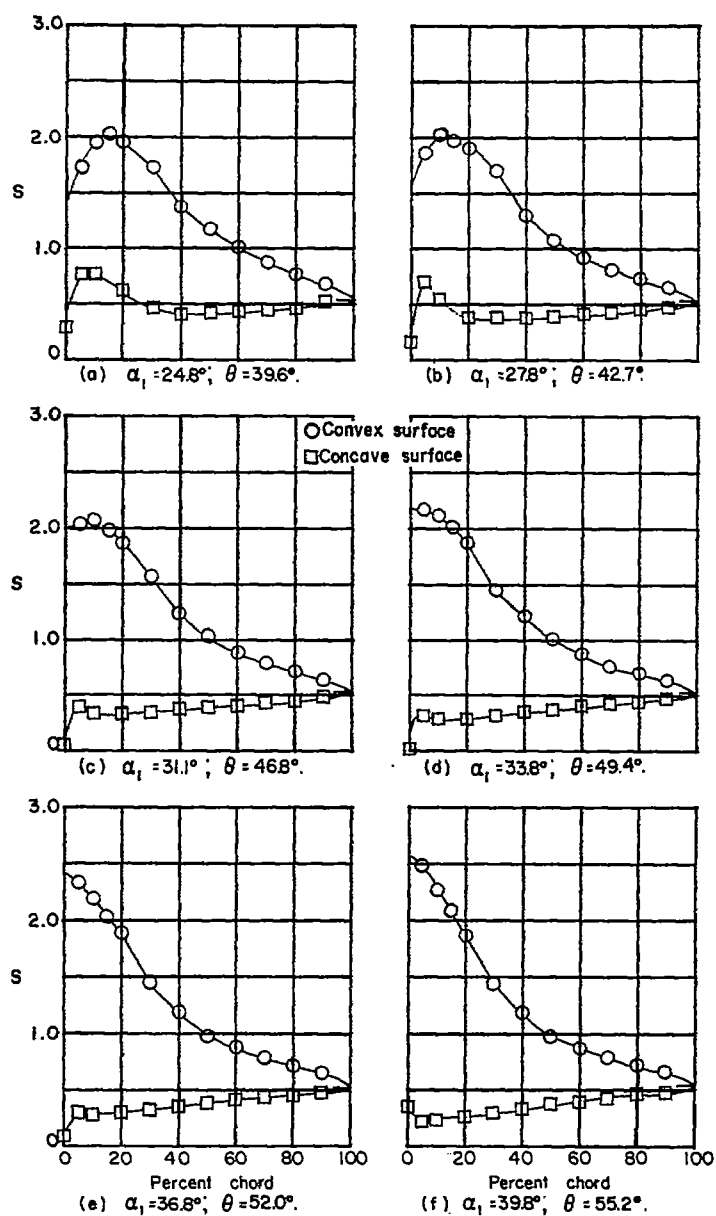 3.0
2.0
S
1.0
0
(a) α₁ = 24.8°; θ = 39.6°.
(b) α₁ = 27.8°; θ = 42.7°.
3.0
○ Convex surface
□ Concave surface
2.0
S
1.0
0
(c) α₁ = 31.1°; θ = 46.8°.
(d) α₁ = 33.8°; θ = 49.4°.
3.0
2.0
S
1.0
0
0 20 40 60 80 100
0 20 40 60 80 100
Percent chord
Percent chord
(e) α₁ = 36.8°; θ = 52.0°.
(f) α₁ = 39.8°; θ = 55.2°.